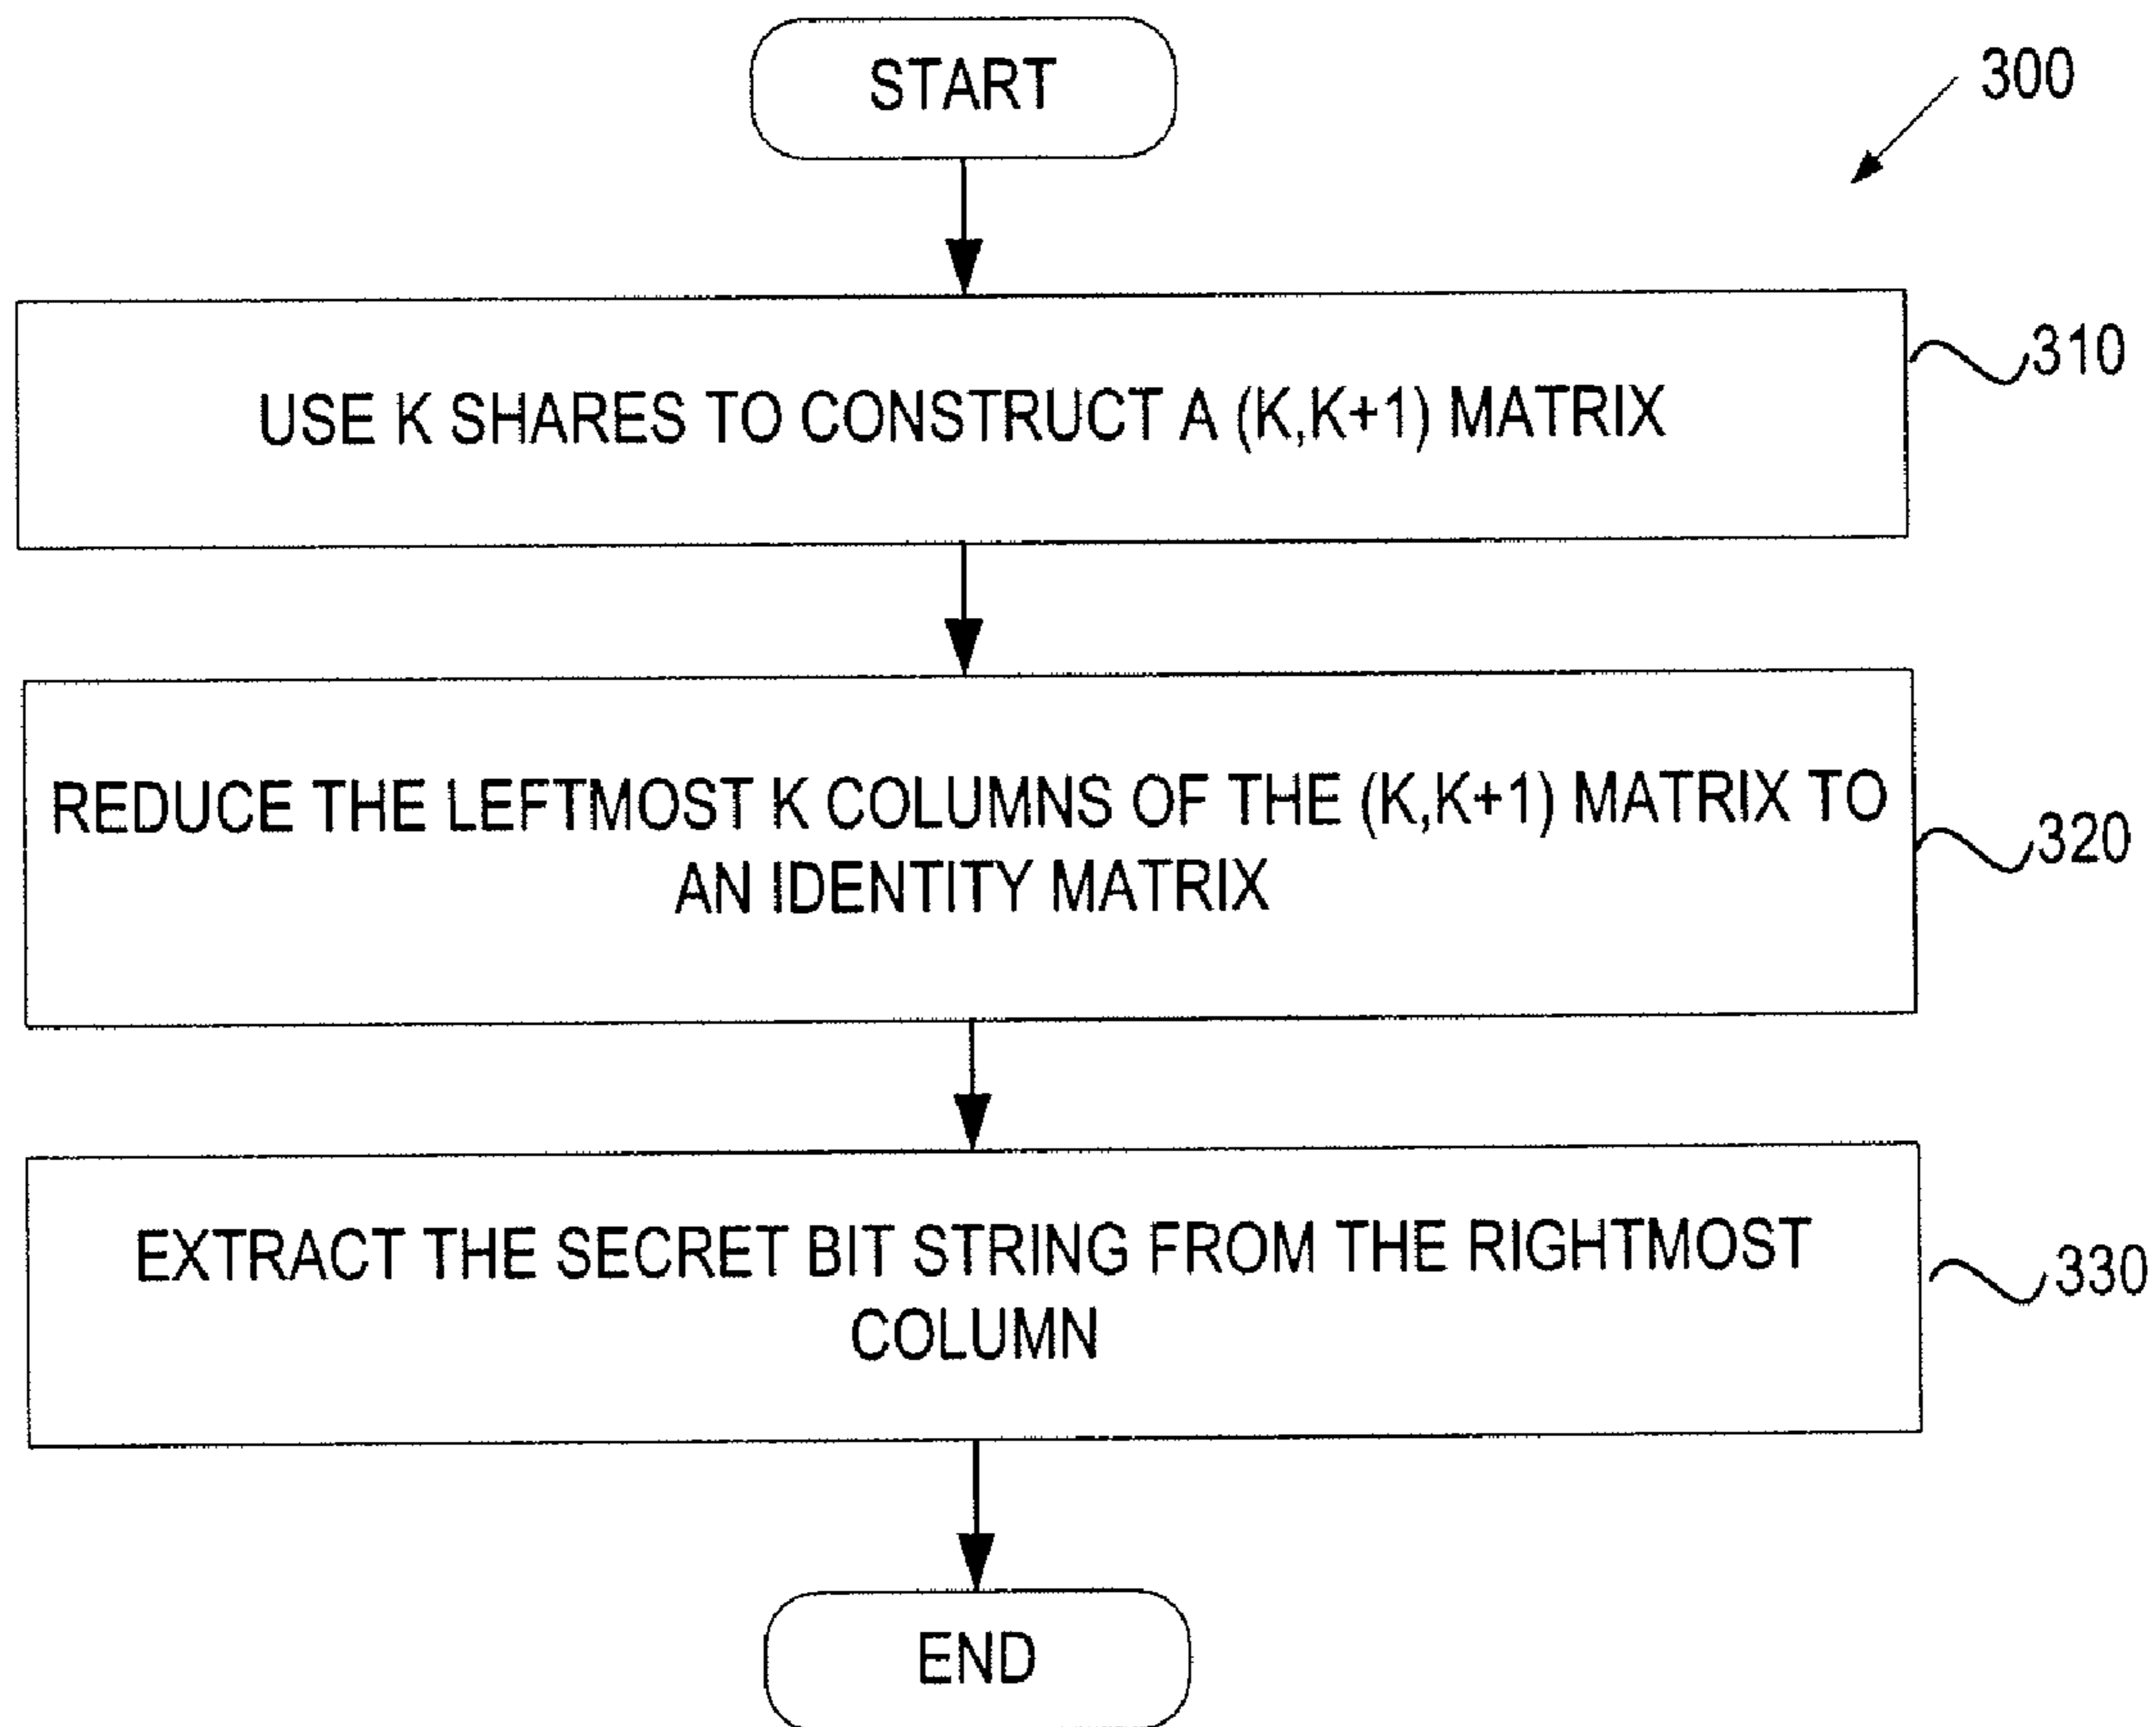 START
300
USE K SHARES TO CONSTRUCT A (K,K+1) MATRIX
310
REDUCE THE LEFTMOST K COLUMNS OF THE (K,K+1) MATRIX TO
AN IDENTITY MATRIX
320
EXTRACT THE SECRET BIT STRING FROM THE RIGHTMOST
COLUMN
330
END